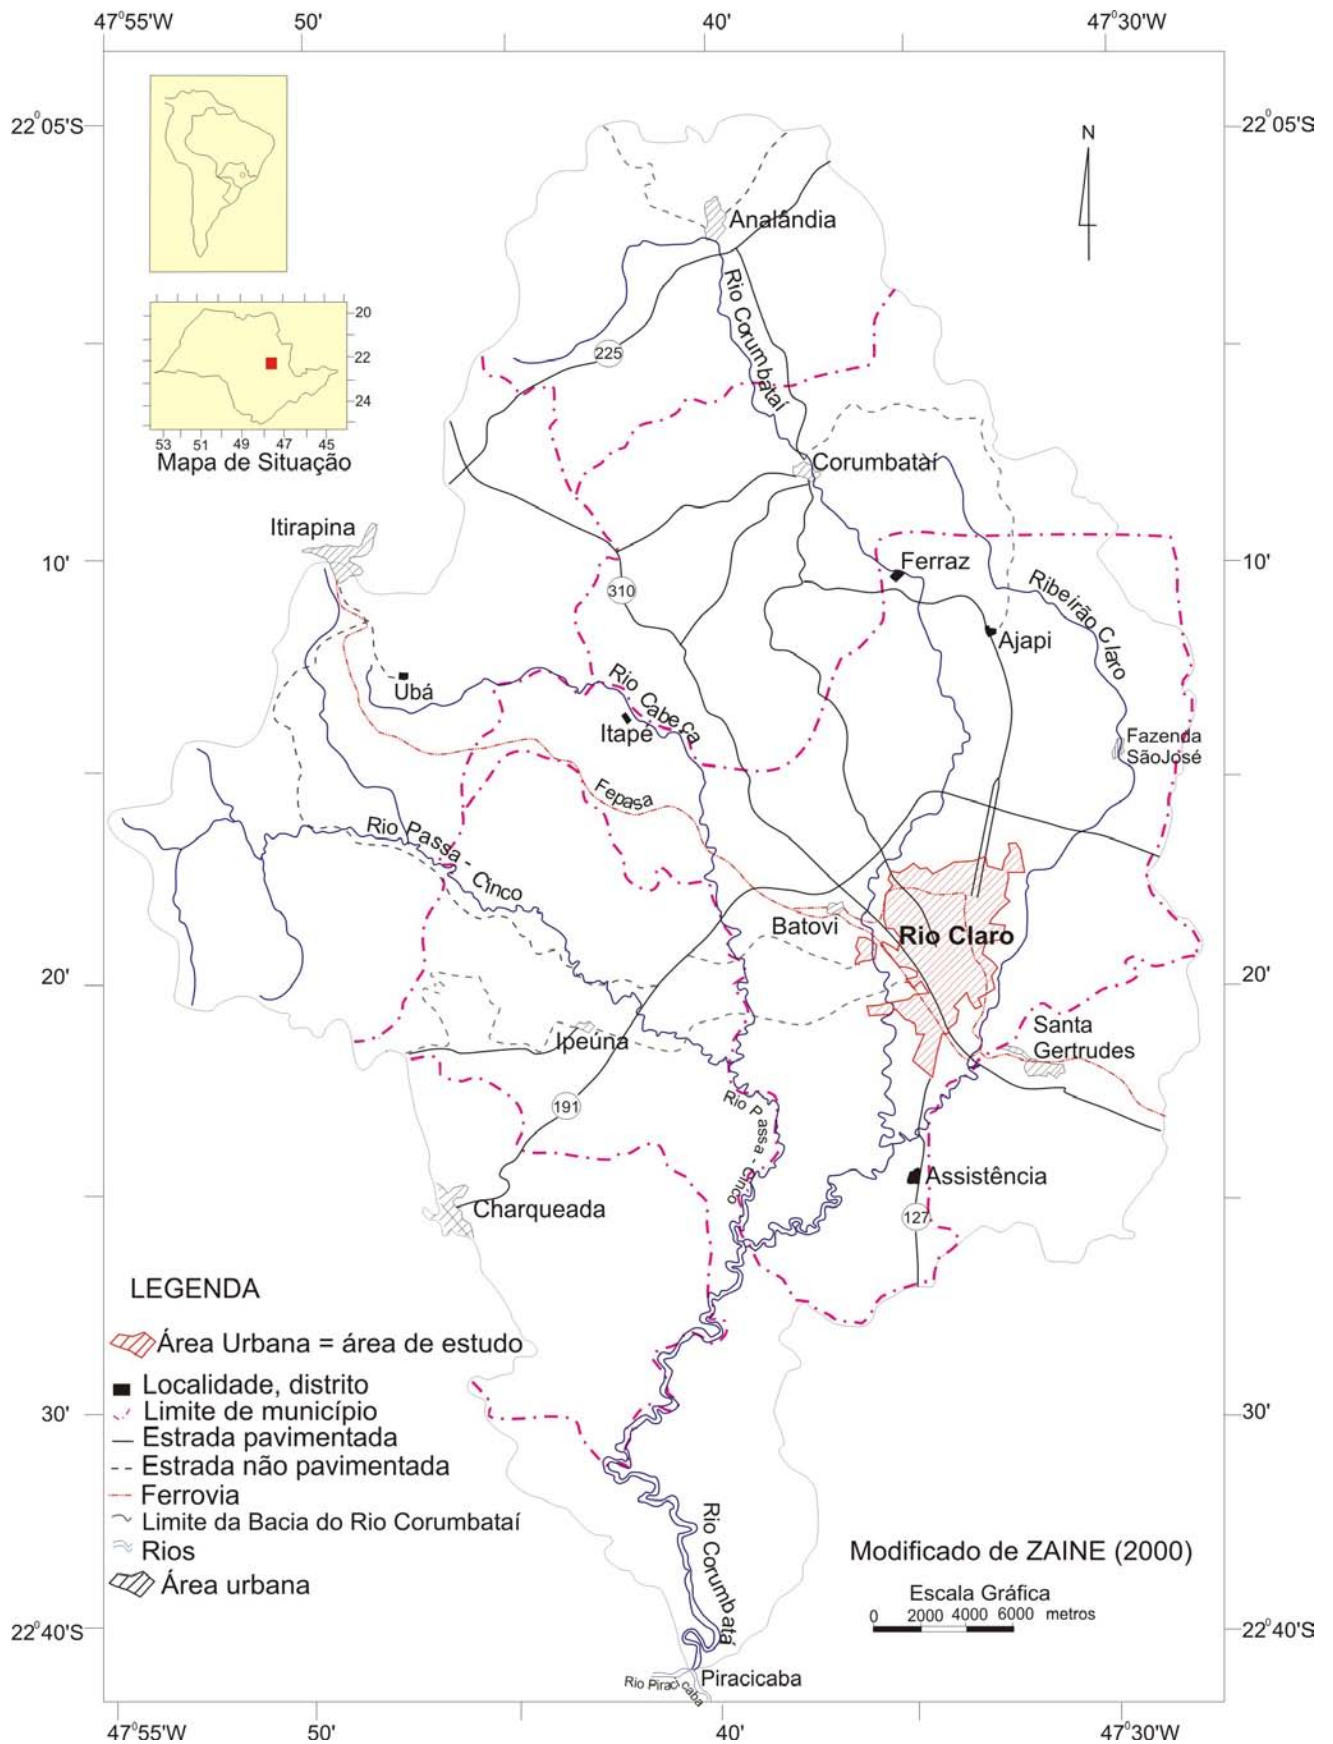 47°55'W 50' 40' 47°30'W
22°05'S 22°05'S
N
Analândia
Rio Corumbataí
225
20
22
24
53 51 49 47 45
Mapa de Situação
Corumbatàí
Itirapina
10' 10'
Ferraz
310
Ribeirão Claro
Ajapi
Ubá
Rio Cabeça
Itapé
Fazenda
SãoJosé
Fepasa
Rio Passa - Cinco
Batovi
Rio Claro
20' 20'
Ipeúna
Santa
Gertrudes
191
Rio Passa - Cinco
Assistência
Charqueada
127
LEGENDA
Área Urbana = área de estudo
Localidade, distrito
Limite de município
30' 30'
Estrada pavimentada
Estrada não pavimentada
Ferrovia
Limite da Bacia do Rio Corumbataí
Rios
Área urbana
Rio Corumbatá
Modificado de ZAINE (2000)
Escala Gráfica
0 2000 4000 6000 metros
22°40'S 22°40'S
Piracicaba
Rio Piracicaba
47°55'W 50' 40' 47°30'W